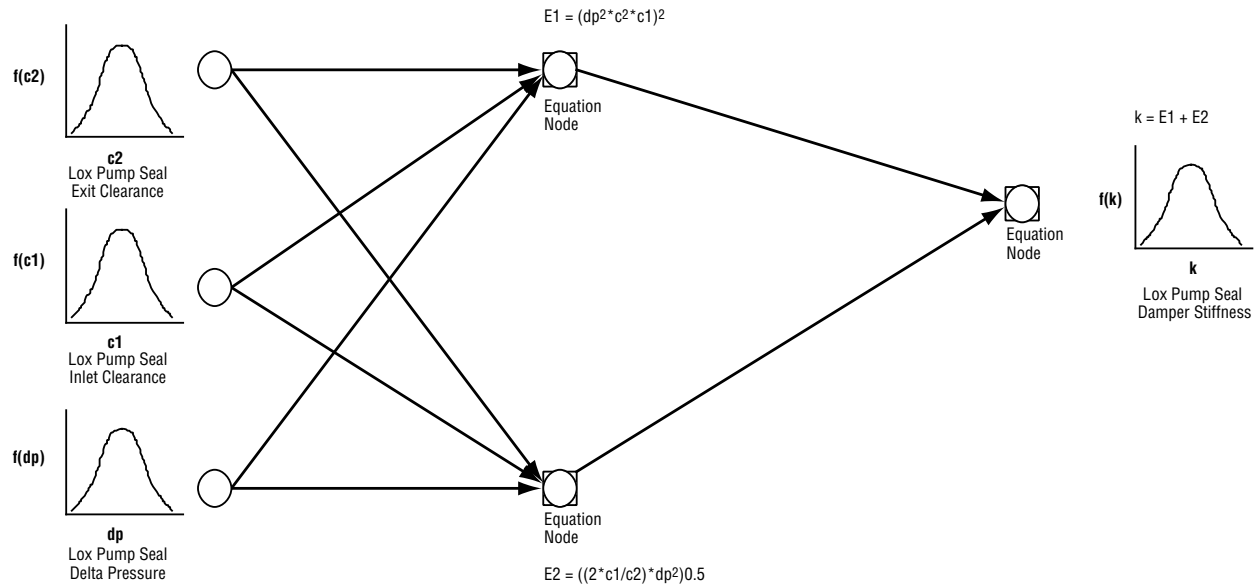 E1 = (dp²*c²*c1)²
f(c2)
c2
Lox Pump Seal
Exit Clearance
Equation
Node
k = E1 + E2
f(k)
k
Lox Pump Seal
Damper Stiffness
Equation
Node
f(c1)
c1
Lox Pump Seal
Inlet Clearance
f(dp)
dp
Lox Pump Seal
Delta Pressure
Equation
Node
E2 = ((2*c1/c2)*dp²)0.5